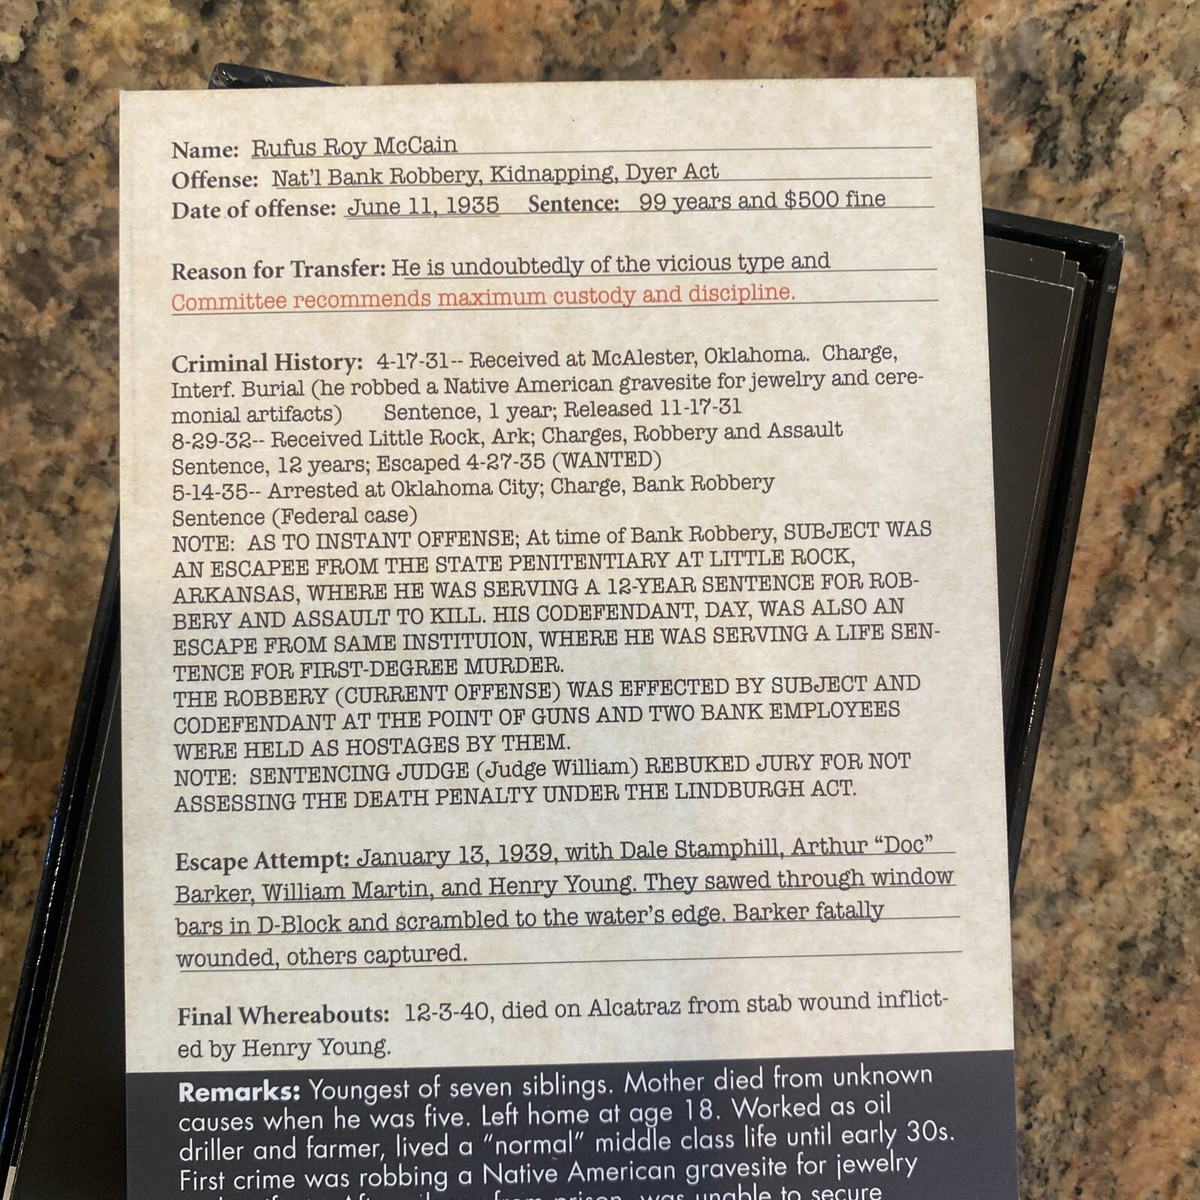 Name: Rufus Roy McCain
Offense: Nat'l Bank Robbery, Kidnapping, Dyer Act
Date of offense: June 11, 1935 Sentence: 99 years and $500 fine
Reason for Transfer: He is undoubtedly of the vicious type and
Committee recommends maximum custody and discipline.
Criminal History: 4-17-31-- Received at McAlester, Oklahoma. Charge,
Interf. Burial (he robbed a Native American gravesite for jewelry and cere-
monial artifacts) Sentence, 1 year; Released 11-17-31
8-29-32-- Received Little Rock, Ark; Charges, Robbery and Assault
Sentence, 12 years; Escaped 4-27-35 (WANTED)
5-14-35-- Arrested at Oklahoma City; Charge, Bank Robbery
Sentence (Federal case)
NOTE: AS TO INSTANT OFFENSE; At time of Bank Robbery, SUBJECT WAS
AN ESCAPEE FROM THE STATE PENITENTIARY AT LITTLE ROCK,
ARKANSAS, WHERE HE WAS SERVING A 12-YEAR SENTENCE FOR ROB-
BERY AND ASSAULT TO KILL. HIS CODEFENDANT, DAY, WAS ALSO AN
ESCAPE FROM SAME INSTITUION, WHERE HE WAS SERVING A LIFE SEN-
TENCE FOR FIRST-DEGREE MURDER.
THE ROBBERY (CURRENT OFFENSE) WAS EFFECTED BY SUBJECT AND
CODEFENDANT AT THE POINT OF GUNS AND TWO BANK EMPLOYEES
WERE HELD AS HOSTAGES BY THEM.
NOTE: SENTENCING JUDGE (Judge William) REBUKED JURY FOR NOT
ASSESSING THE DEATH PENALTY UNDER THE LINDBURGH ACT.
Escape Attempt: January 13, 1939, with Dale Stamphill, Arthur "Doc"
Barker, William Martin, and Henry Young. They sawed through window
bars in D-Block and scrambled to the water's edge. Barker fatally
wounded, others captured.
Final Whereabouts: 12-3-40, died on Alcatraz from stab wound inflict-
ed by Henry Young.
Remarks: Youngest of seven siblings. Mother died from unknown
causes when he was five. Left home at age 18. Worked as oil
driller and farmer, lived a "normal" middle class life until early 30s.
First crime was robbing a Native American gravesite for jewelry
from prison, was unable to secure